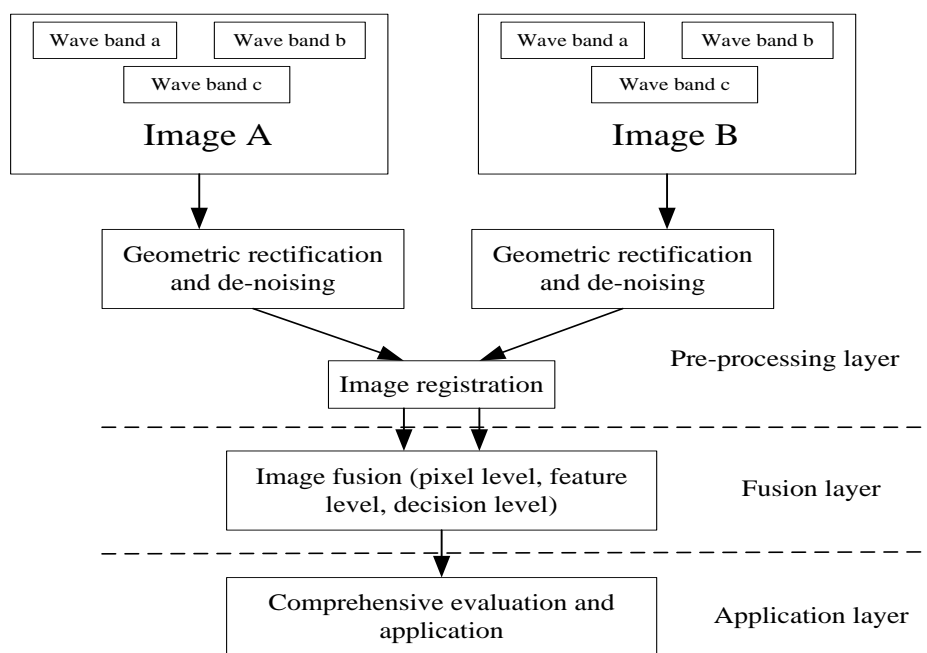 Wave band a
Wave band b
Wave band c
Image A
Wave band a
Wave band b
Wave band c
Image B
Geometric rectification
and de-noising
Geometric rectification
and de-noising
Pre-processing layer
Image registration
Image fusion (pixel level, feature
level, decision level)
Fusion layer
Comprehensive evaluation and
application
Application layer